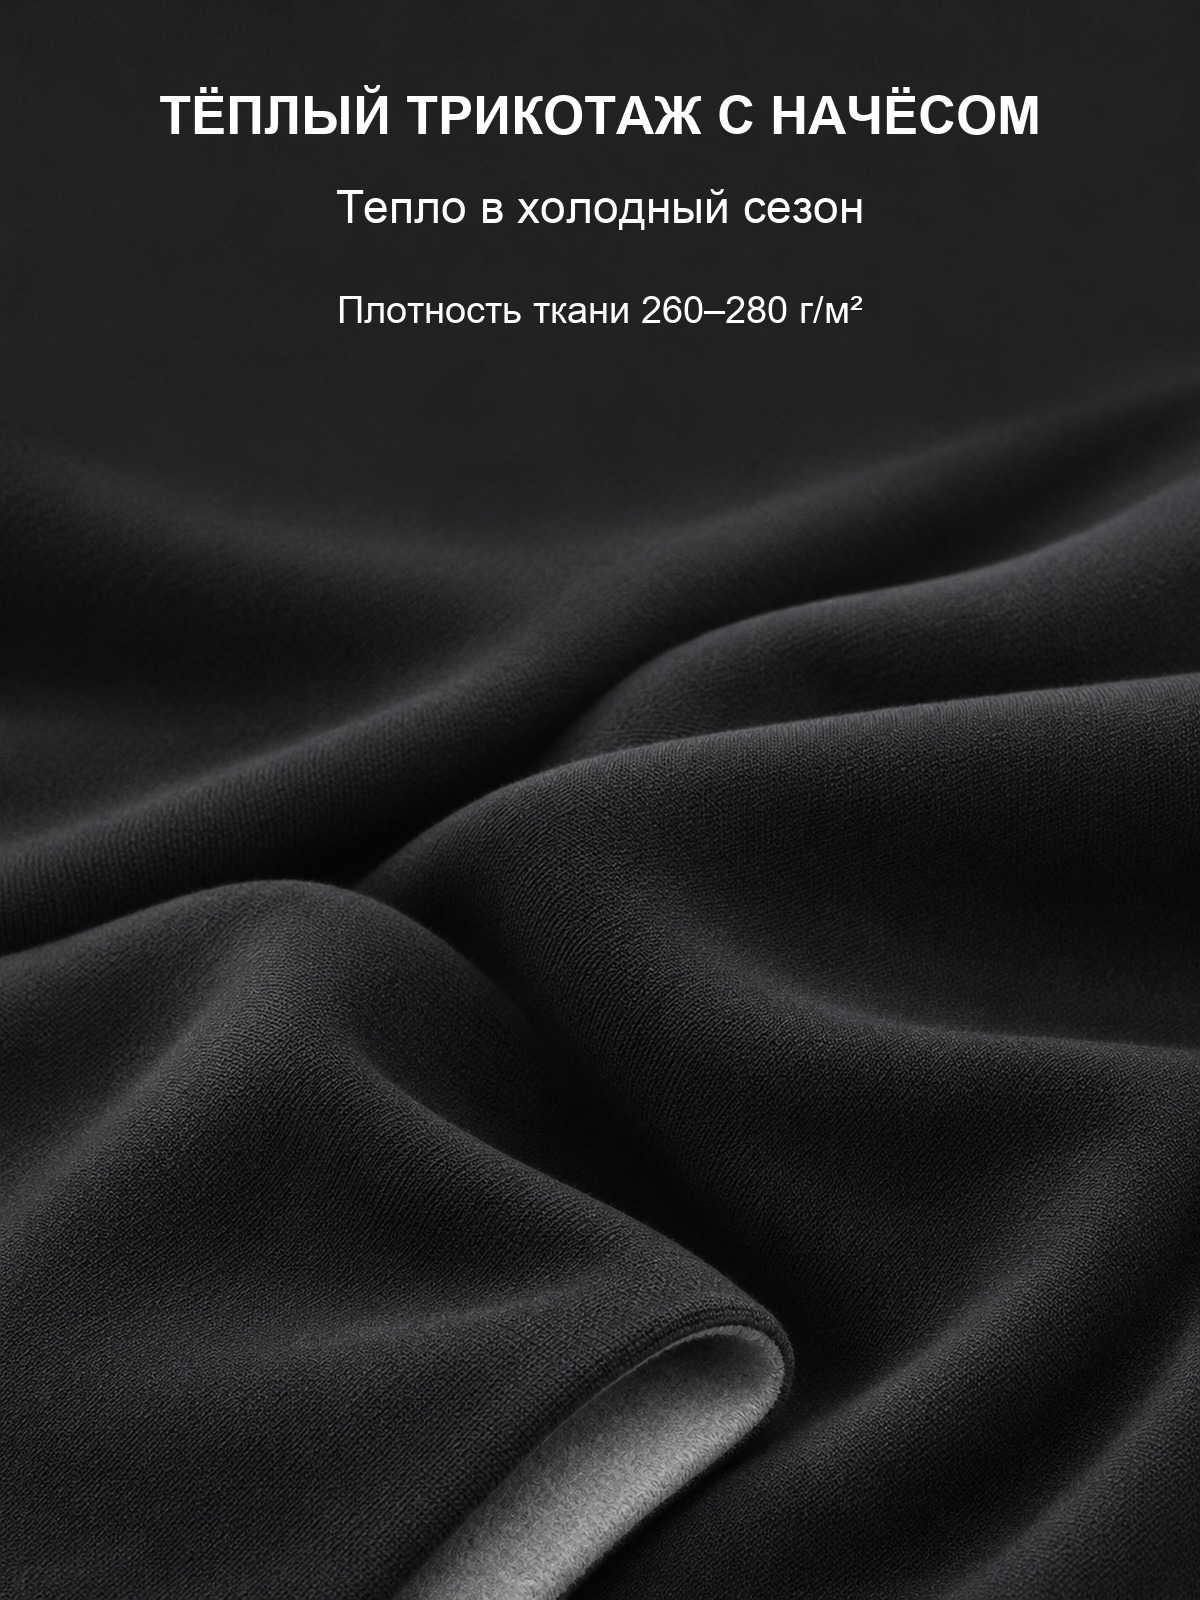 ТЁПЛЫЙ ТРИКОТАЖ С НАЧЁСОМ
Тепло в холодный сезон
Плотность ткани 260–280 г/м²